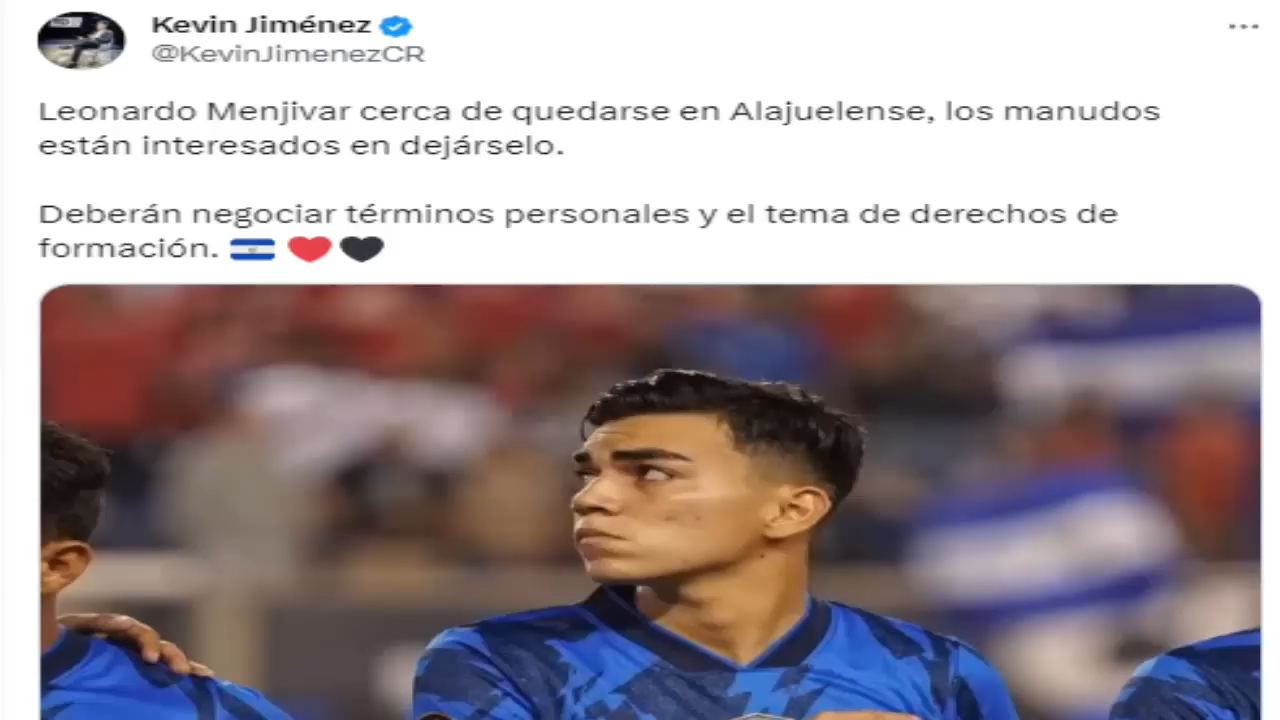 Kevin Jiménez
@KevinJimenezCR
Leonardo Menjivar cerca de quedarse en Alajuelense, los manudos
están interesados en dejárselo.
Deberán negociar términos personales y el tema de derechos de
formación. 🇸🇻 ❤️ 🖤